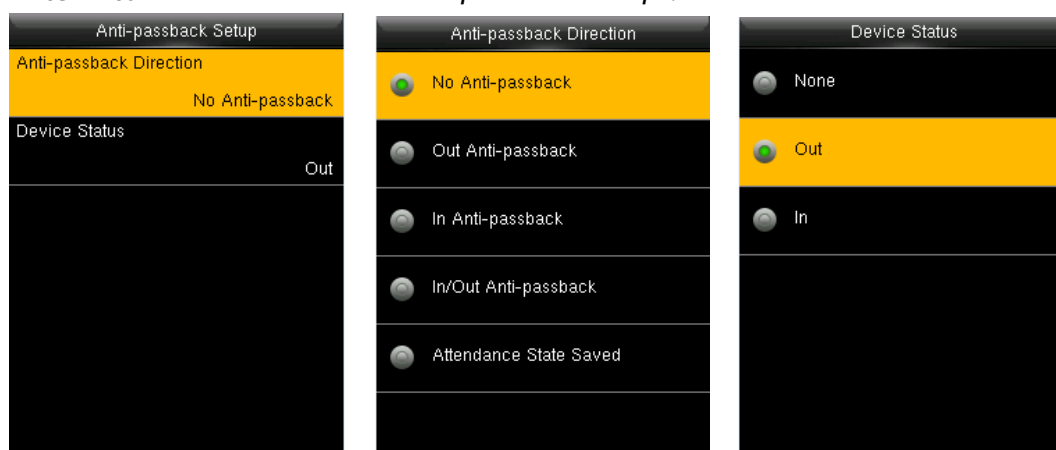 Anti-passback Setup
Anti-passback Direction
No Anti-passback
Device Status
Out
Anti-passback Direction
No Anti-passback
Out Anti-passback
In Anti-passback
In/Out Anti-passback
Attendance State Saved
Device Status
None
Out
In